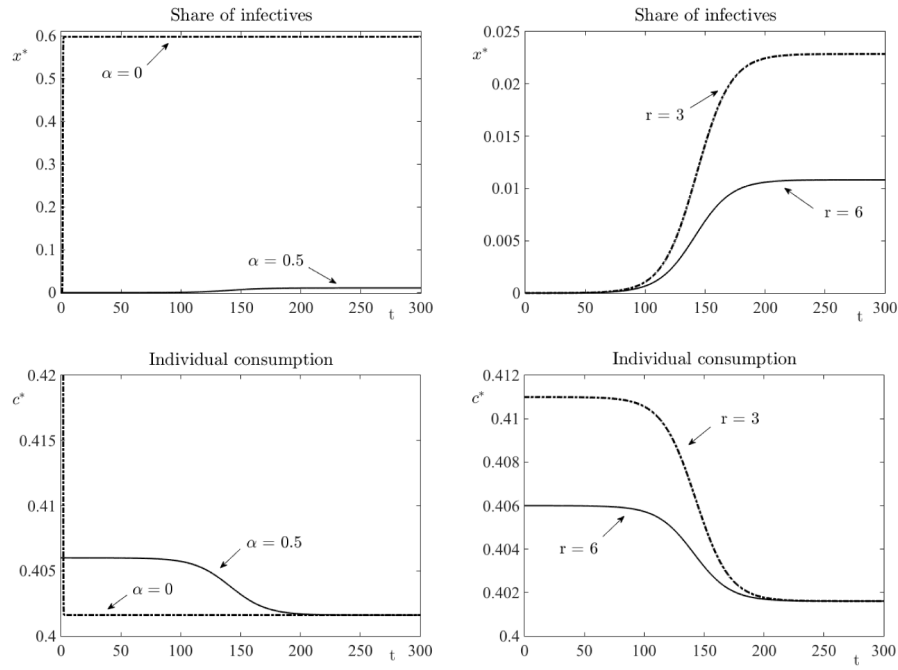 Share of infectives
x*
0.6
0.5
0.4
0.3
0.2
0.1
0
α = 0
α = 0.5
0 50 100 150 200 250 300
t
Share of infectives
x*
0.025
0.02
0.015
0.01
0.005
0
r = 3
r = 6
0 50 100 150 200 250 300
t
Individual consumption
c*
0.42
0.415
0.41
0.405
0.4
α = 0.5
α = 0
0 50 100 150 200 250 300
t
Individual consumption
c*
0.412
0.41
0.408
0.406
0.404
0.402
0.4
r = 3
r = 6
0 50 100 150 200 250 300
t